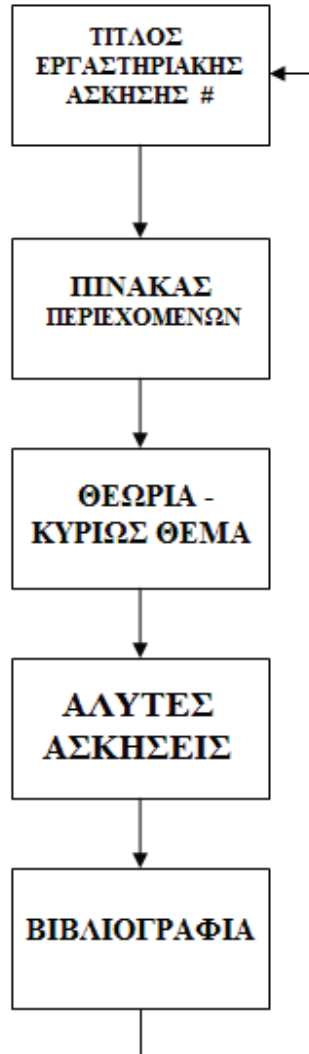 ΤΙΤΛΟΣ
ΕΡΓΑΣΤΗΡΙΑΚΗΣ
ΑΣΚΗΣΗΣ #
ΠΙΝΑΚΑΣ
ΠΕΡΙΕΧΟΜΕΝΩΝ
ΘΕΩΡΙΑ -
ΚΥΡΙΩΣ ΘΕΜΑ
ΑΛΥΤΕΣ
ΑΣΚΗΣΕΙΣ
ΒΙΒΛΙΟΓΡΑΦΙΑ